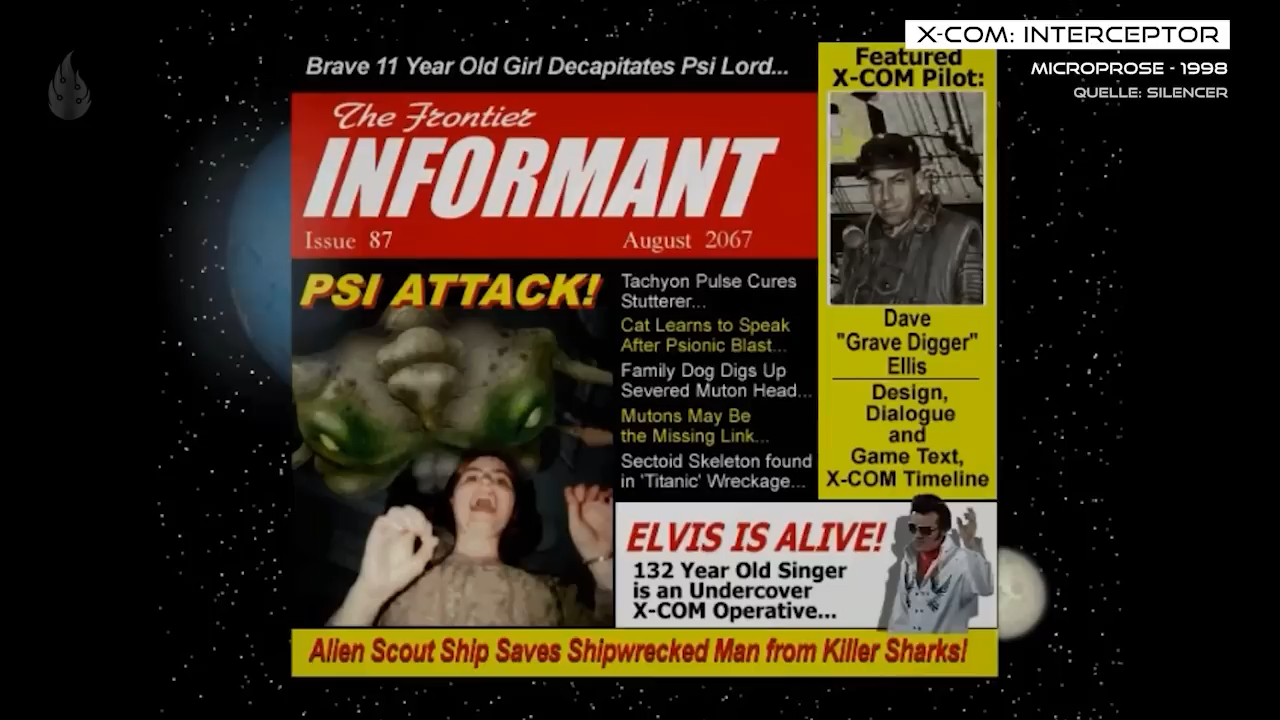 X-COM: INTERCEPTOR
MICROPROSE - 1998
QUELLE: SILENCER
Brave 11 Year Old Girl Decapitates Psi Lord...
The Frontier
INFORMANT
Issue 87
August 2067
PSI ATTACK!
Tachyon Pulse Cures
Stutterer...
Cat Learns to Speak
After Psionic Blast...
Family Dog Digs Up
Severed Muton Head...
Mutons May Be
the Missing Link...
Sectoid Skeleton found
in 'Titanic' Wreckage...
Featured
X-COM Pilot:
Dave
"Grave Digger"
Ellis
Design,
Dialogue
and
Game Text,
X-COM Timeline
ELVIS IS ALIVE!
132 Year Old Singer
is an Undercover
X-COM Operative...
Alien Scout Ship Saves Shipwrecked Man from Killer Sharks!